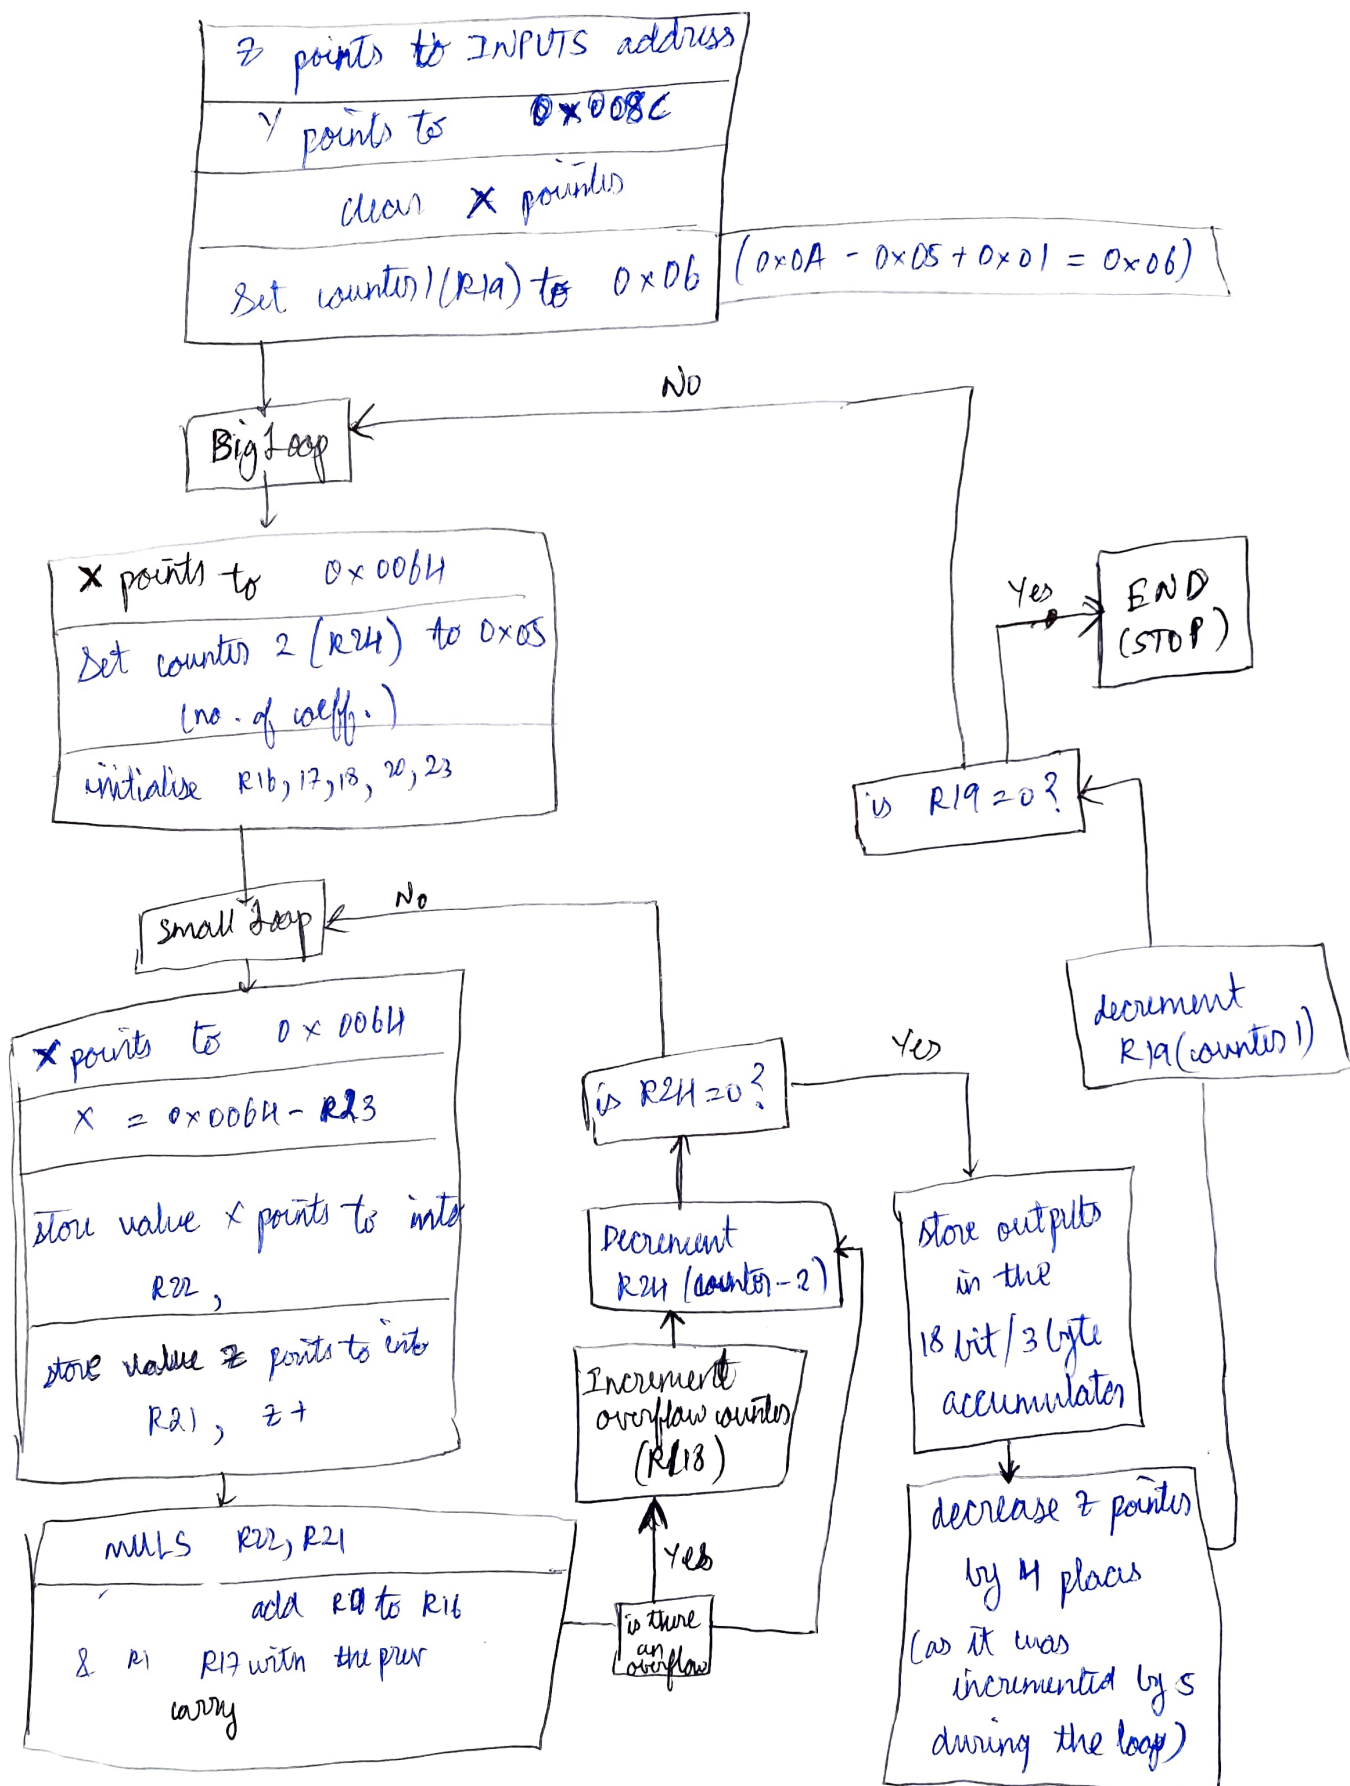 Z points to INPUTS address
Y points to 0x008C
clear X pointer
Set counter 1 (R19) to 0x06
(0x0A - 0x05 + 0x01 = 0x06)
No
Big Loop
X points to 0x0064
Set counter 2 (R24) to 0x05
(no. of coeff.)
initialise R16, 17, 18, 20, 23
Yes
END
(STOP)
is R19 = 0?
No
Small Loop
X points to 0x0064
X = 0x0064 - R23
store value X points to into
R22,
store value Z points to into
R21, Z+
is R24 = 0?
Yes
decrement
R19 (counter 1)
Decrement
R24 (counter-2)
store outputs
in the
18 bit/3 byte
accumulator
Increment
overflow counter
(R18)
Yes
is there
an
overflow
MULS R22, R21
add R0 to R16
& R1 R17 with the prev
carry
decrease Z pointer
by 4 places
(as it was
incremented by 5
during the loop)